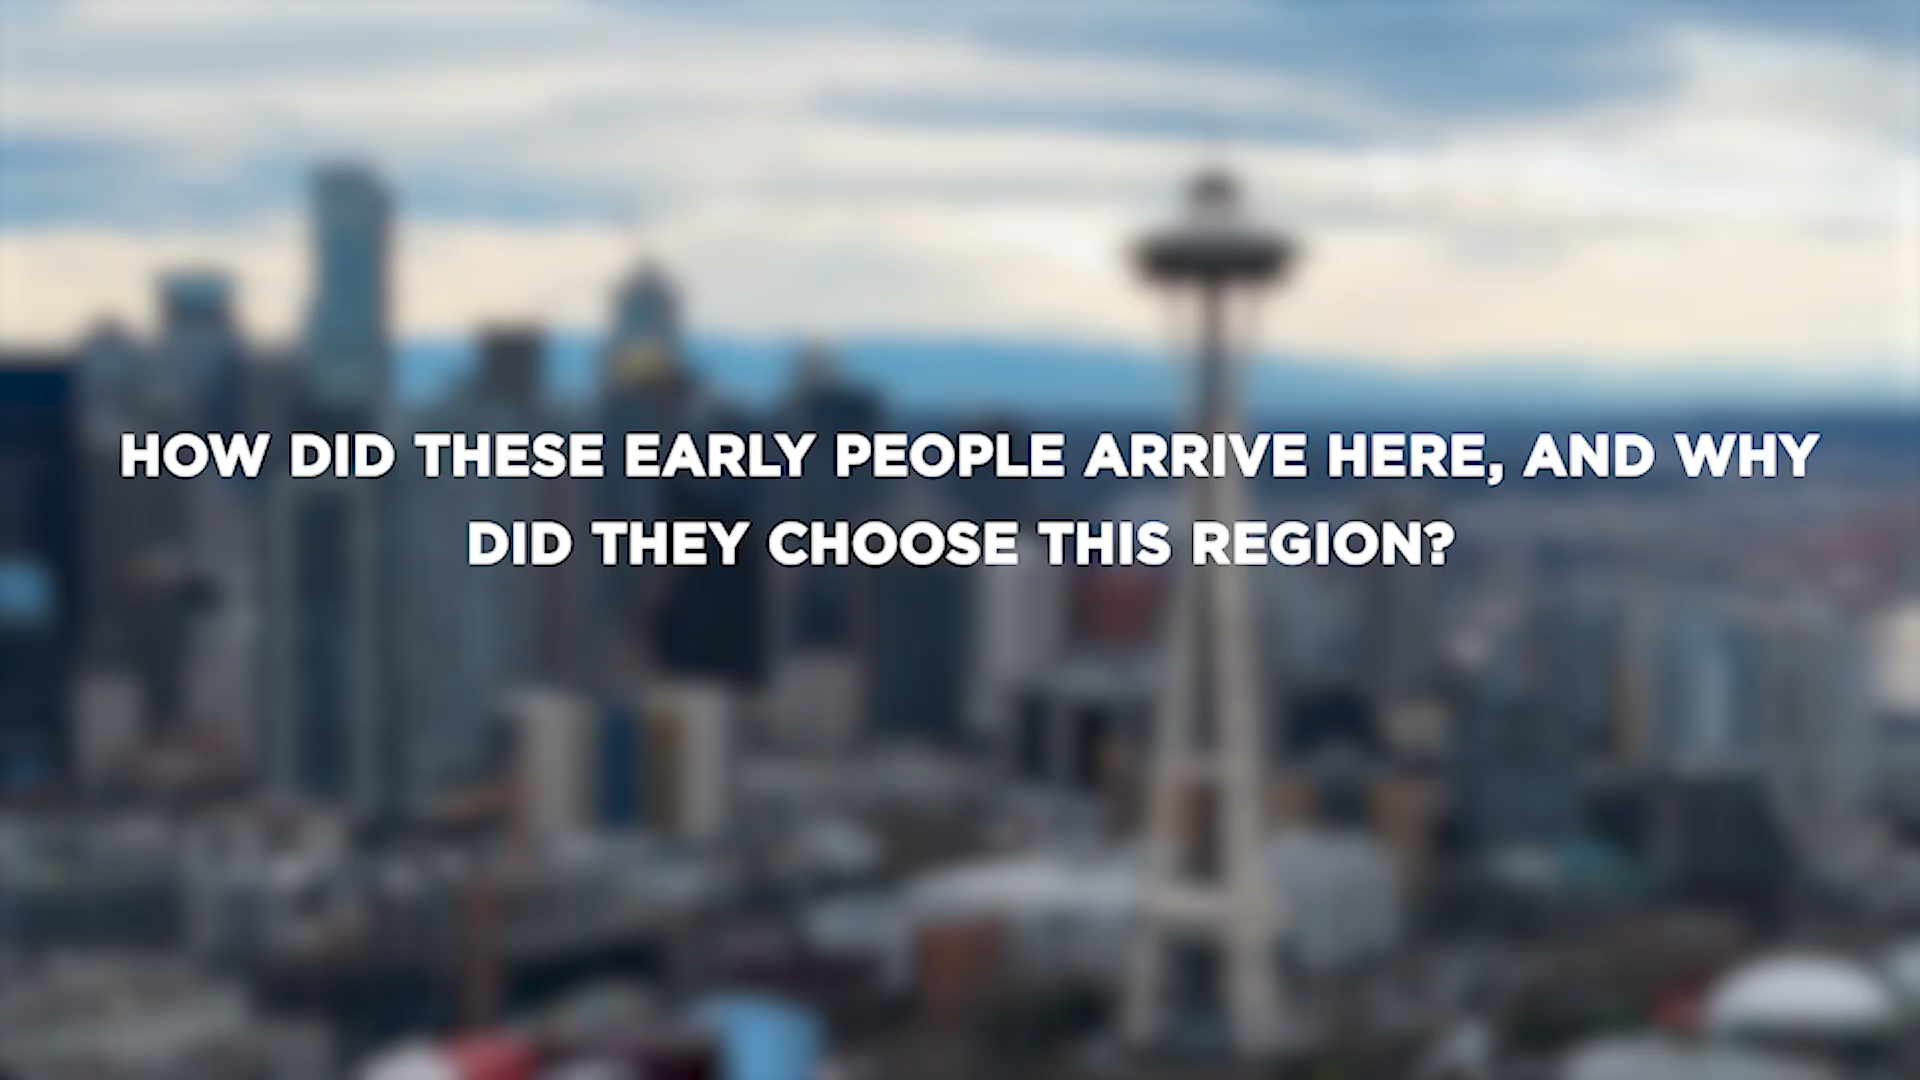 HOW DID THESE EARLY PEOPLE ARRIVE HERE, AND WHY
DID THEY CHOOSE THIS REGION?